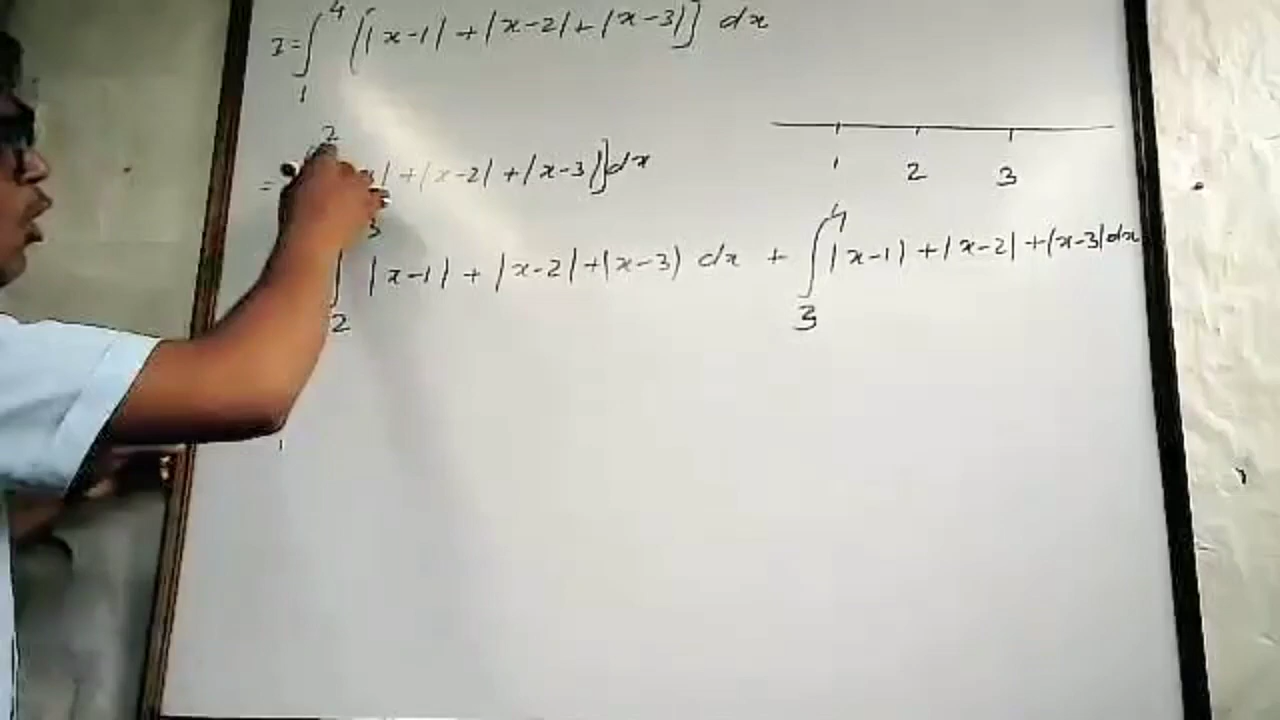 I = ∫₁⁴ [|x-1| + |x-2| + |x-3|] dx
= 2 | + |x-2| + |x-3|] dx
1 2 3
∫₂³ |x-1| + |x-2| + |x-3| dx + ∫₃⁴ |x-1| + |x-2| + |x-3| dx